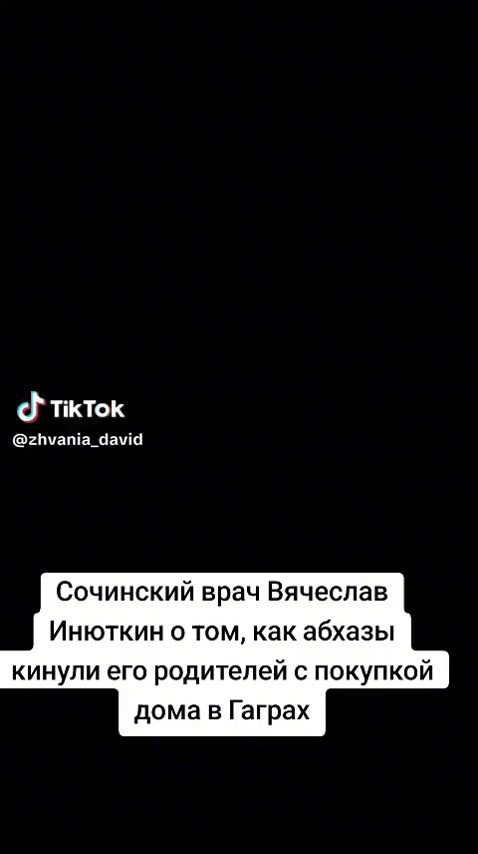 TikTok
@zhvania_david
Сочинский врач Вячеслав
Инюткин о том, как абхазы
кинули его родителей с покупкой
дома в Гаграх